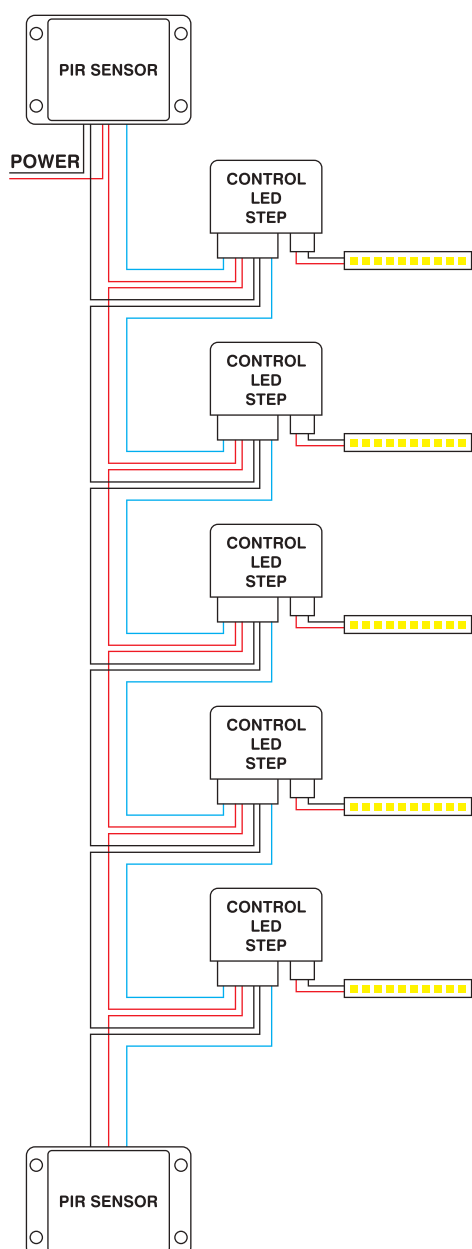 PIR SENSOR
POWER
CONTROL
LED
STEP
CONTROL
LED
STEP
CONTROL
LED
STEP
CONTROL
LED
STEP
CONTROL
LED
STEP
PIR SENSOR